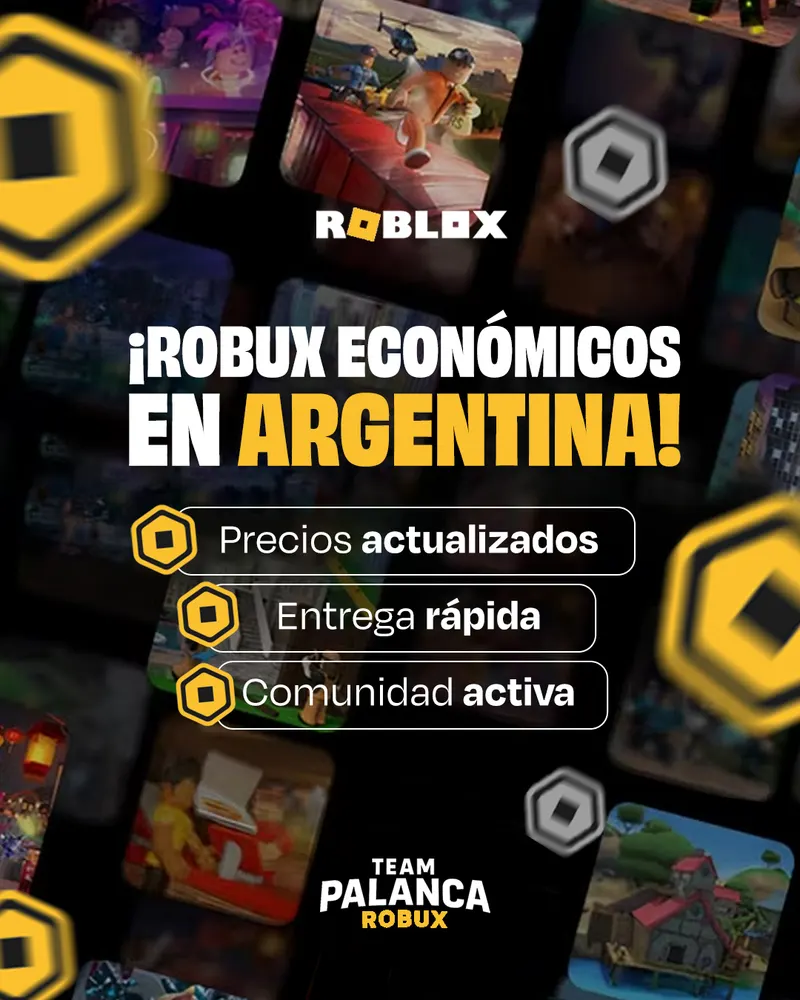 ROBLOX
¡ROBUX ECONÓMICOS
EN ARGENTINA!
Precios actualizados
Entrega rápida
Comunidad activa
TEAM
PALANCA
ROBUX